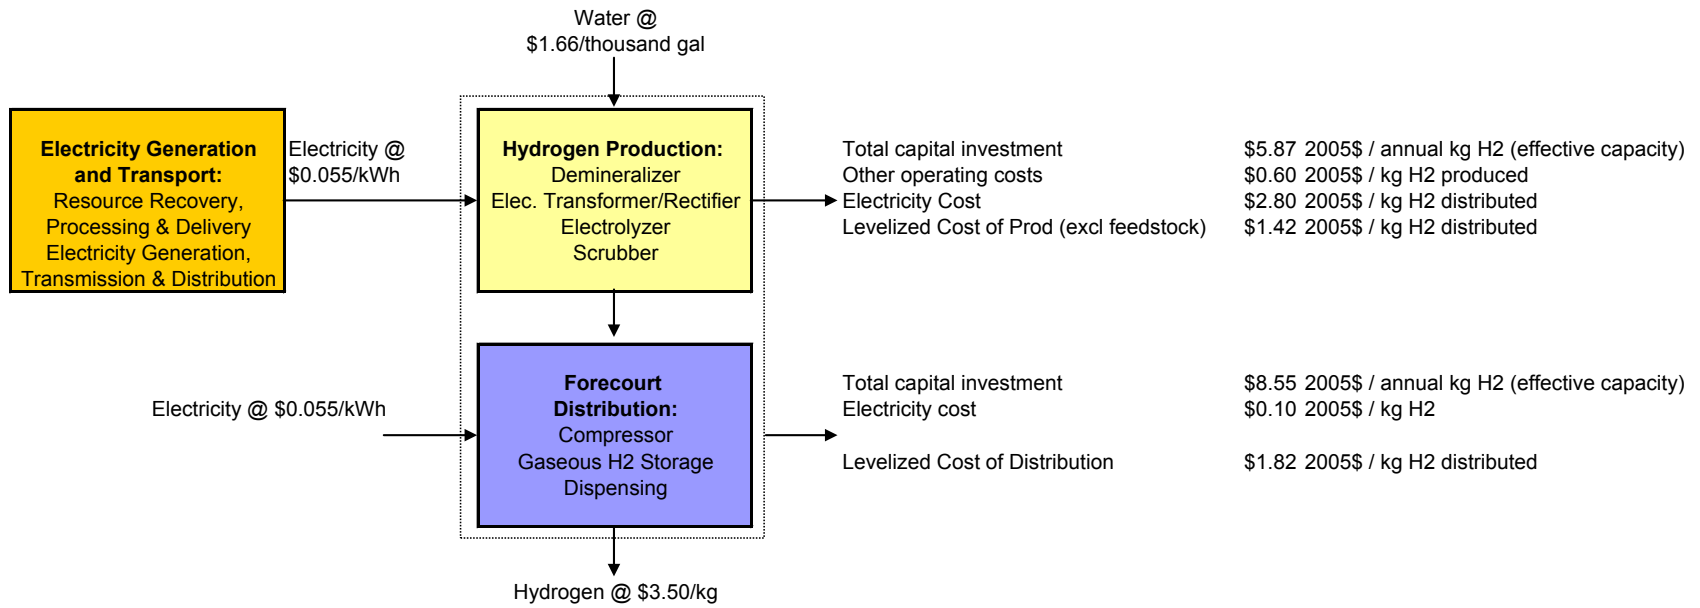 Water @
$1.66/thousand gal
Electricity Generation
and Transport:
Resource Recovery,
Processing & Delivery
Electricity Generation,
Transmission & Distribution
Electricity @
$0.055/kWh
Hydrogen Production:
Demineralizer
Elec. Transformer/Rectifier
Electrolyzer
Scrubber
Total capital investment $5.87 2005$ / annual kg H2 (effective capacity)
Other operating costs $0.60 2005$ / kg H2 produced
Electricity Cost $2.80 2005$ / kg H2 distributed
Levelized Cost of Prod (excl feedstock) $1.42 2005$ / kg H2 distributed
Electricity @ $0.055/kWh
Forecourt
Distribution:
Compressor
Gaseous H2 Storage
Dispensing
Total capital investment $8.55 2005$ / annual kg H2 (effective capacity)
Electricity cost $0.10 2005$ / kg H2
Levelized Cost of Distribution $1.82 2005$ / kg H2 distributed
Hydrogen @ $3.50/kg